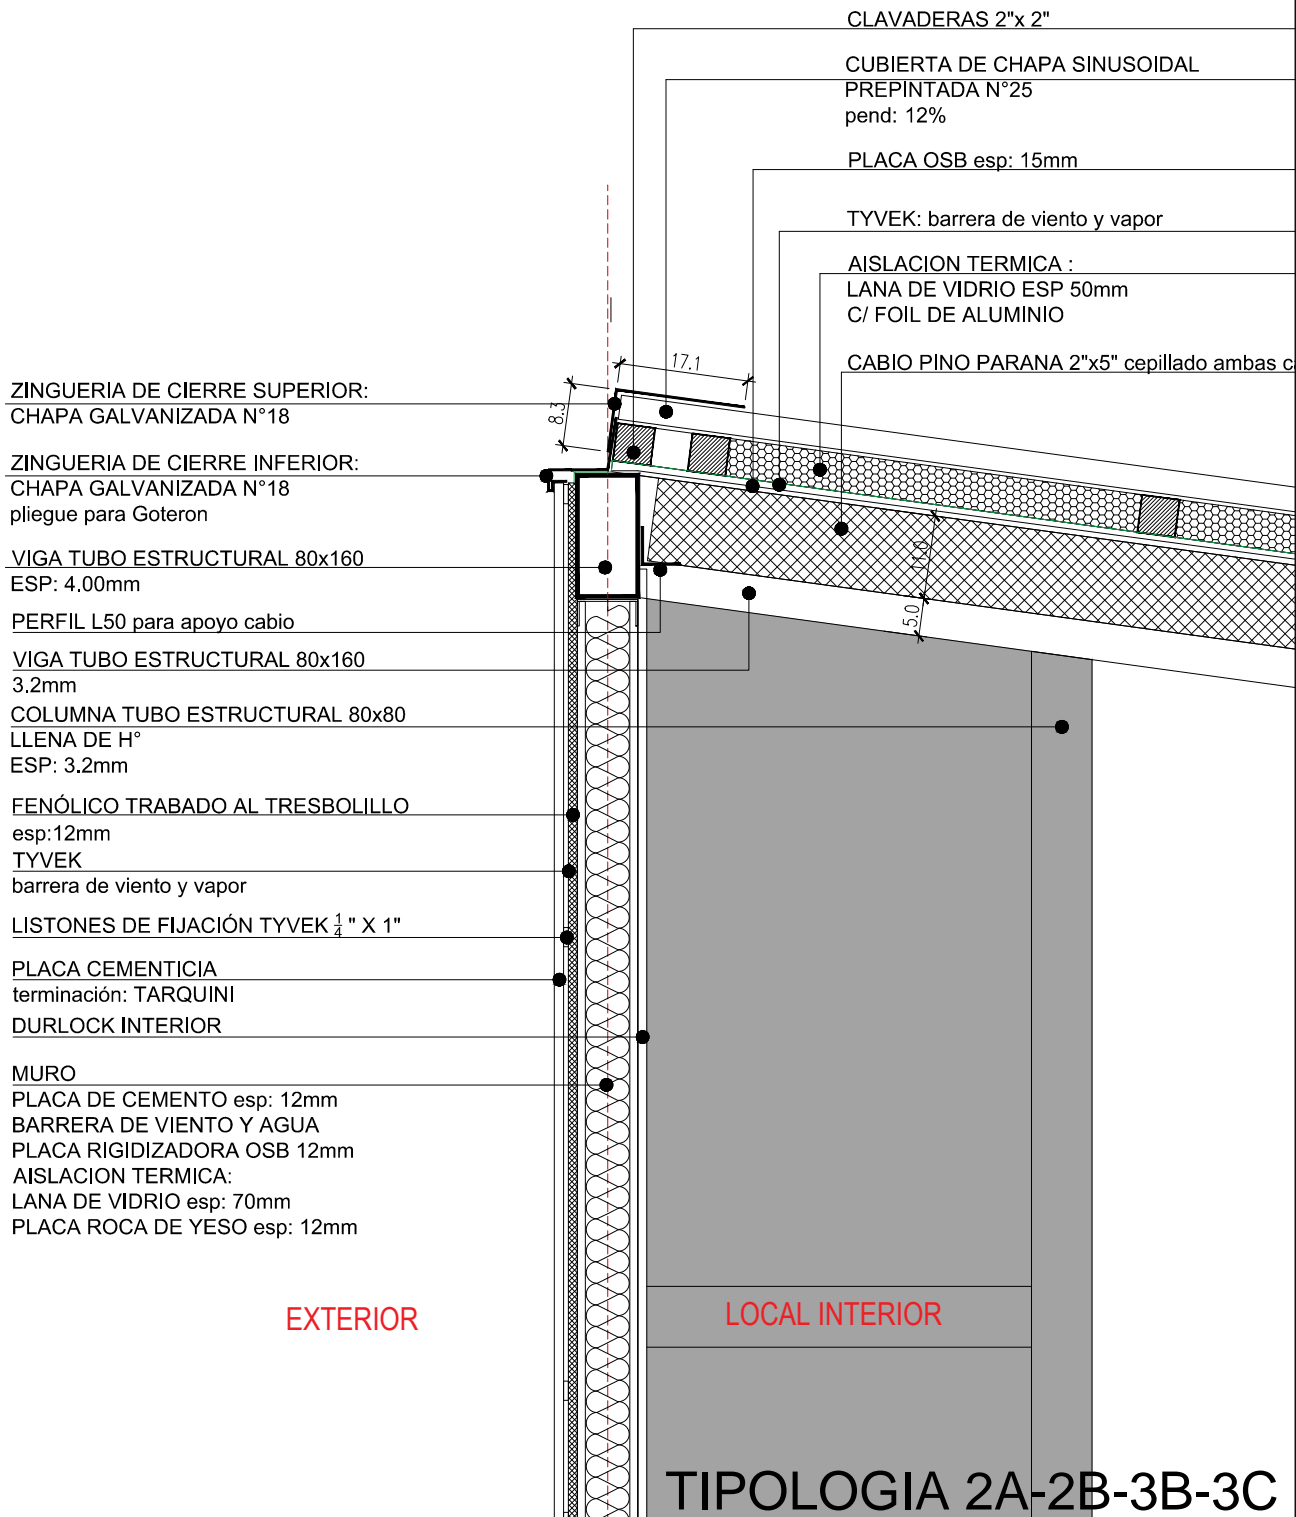 CLAVADERAS 2"x 2"
CUBIERTA DE CHAPA SINUSOIDAL
PREPINTADA N°25
pend: 12%
PLACA OSB esp: 15mm
TYVEK: barrera de viento y vapor
AISLACION TERMICA :
LANA DE VIDRIO ESP 50mm
C/ FOIL DE ALUMINIO
CABIO PINO PARANA 2"x5" cepillado ambas
17.1
8.3
11.0
5.0
ZINGUERIA DE CIERRE SUPERIOR:
CHAPA GALVANIZADA N°18
ZINGUERIA DE CIERRE INFERIOR:
CHAPA GALVANIZADA N°18
pliegue para Goteron
VIGA TUBO ESTRUCTURAL 80x160
ESP: 4.00mm
PERFIL L50 para apoyo cabio
VIGA TUBO ESTRUCTURAL 80x160
3.2mm
COLUMNA TUBO ESTRUCTURAL 80x80
LLENA DE H°
ESP: 3.2mm
FENÓLICO TRABADO AL TRESBOLILLO
esp:12mm
TYVEK
barrera de viento y vapor
LISTONES DE FIJACIÓN TYVEK 1/4 " X 1"
PLACA CEMENTICIA
terminación: TARQUINI
DURLOCK INTERIOR
MURO
PLACA DE CEMENTO esp: 12mm
BARRERA DE VIENTO Y AGUA
PLACA RIGIDIZADORA OSB 12mm
AISLACION TERMICA:
LANA DE VIDRIO esp: 70mm
PLACA ROCA DE YESO esp: 12mm
EXTERIOR
LOCAL INTERIOR
TIPOLOGIA 2A-2B-3B-3C